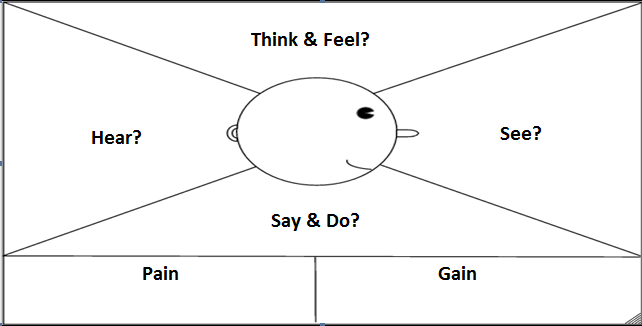 Think & Feel?
Hear?
See?
Say & Do?
Pain
Gain